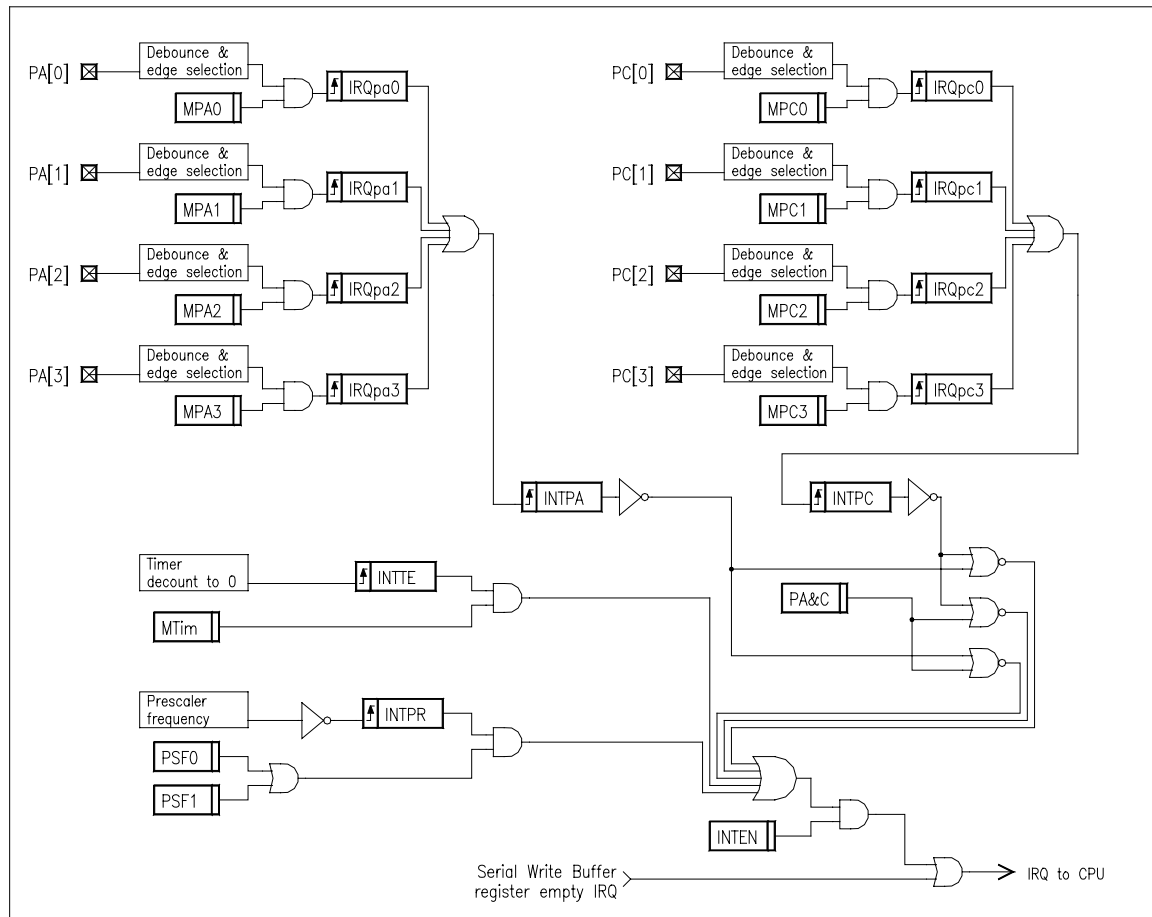 PA[0]
Debounce &
edge selection
MPA0
IRQpa0
PA[1]
Debounce &
edge selection
MPA1
IRQpa1
PA[2]
Debounce &
edge selection
MPA2
IRQpa2
PA[3]
Debounce &
edge selection
MPA3
IRQpa3
PC[0]
Debounce &
edge selection
MPC0
IRQpc0
PC[1]
Debounce &
edge selection
MPC1
IRQpc1
PC[2]
Debounce &
edge selection
MPC2
IRQpc2
PC[3]
Debounce &
edge selection
MPC3
IRQpc3
INTPA
INTPC
Timer
decount to 0
INTTE
MTim
PA&C
Prescaler
frequency
INTPR
PSF0
PSF1
INTEN
Serial Write Buffer
register empty IRQ
IRQ to CPU